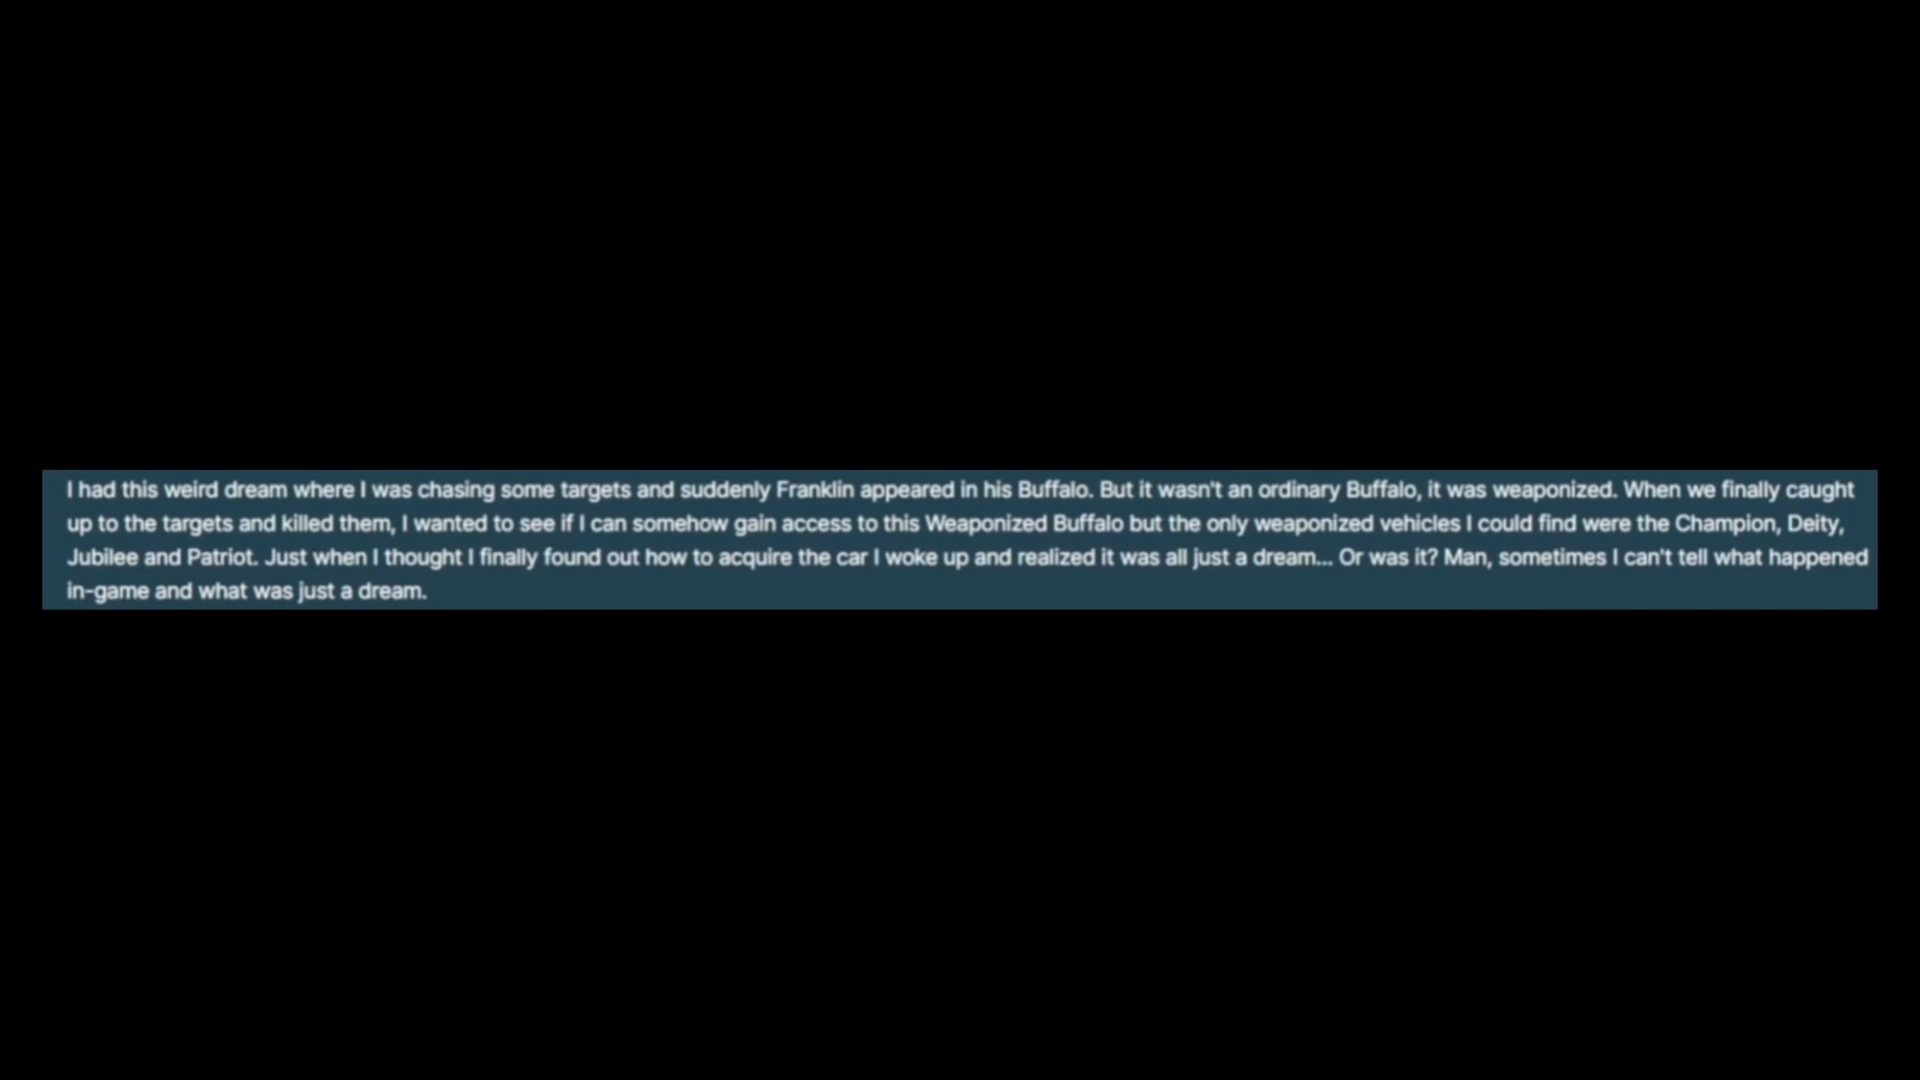 I had this weird dream where I was chasing some targets and suddenly Franklin appeared in his Buffalo. But it wasn't an ordinary Buffalo, it was weaponized. When we finally caught
up to the targets and killed them, I wanted to see if I can somehow gain access to this Weaponized Buffalo but the only weaponized vehicles I could find were the Champion, Deity,
Jubilee and Patriot. Just when I thought I finally found out how to acquire the car I woke up and realized it was all just a dream... Or was it? Man, sometimes I can't tell what happened
in-game and what was just a dream.